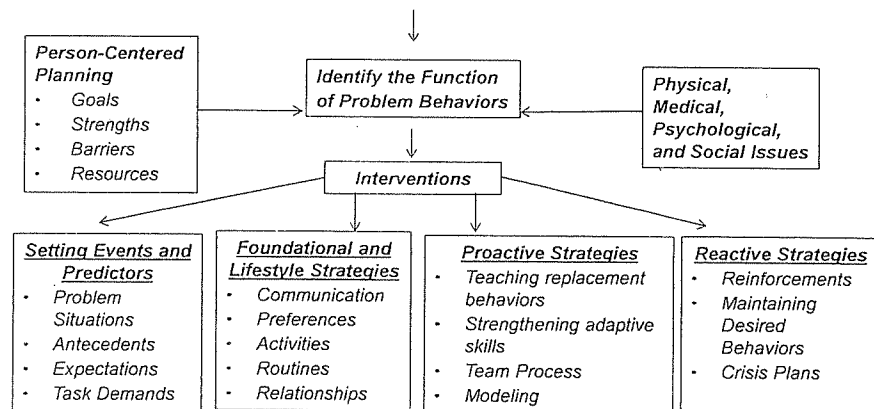 Person-Centered
Planning
• Goals
• Strengths
• Barriers
• Resources
Identify the Function
of Problem Behaviors
Physical,
Medical,
Psychological,
and Social Issues
Interventions
Setting Events and
Predictors
• Problem
Situations
• Antecedents
• Expectations
• Task Demands
Foundational and
Lifestyle Strategies
• Communication
• Preferences
• Activities
• Routines
• Relationships
Proactive Strategies
• Teaching replacement
behaviors
• Strengthening adaptive
skills
• Team Process
• Modeling
Reactive Strategies
• Reinforcements
• Maintaining
Desired
Behaviors
• Crisis Plans